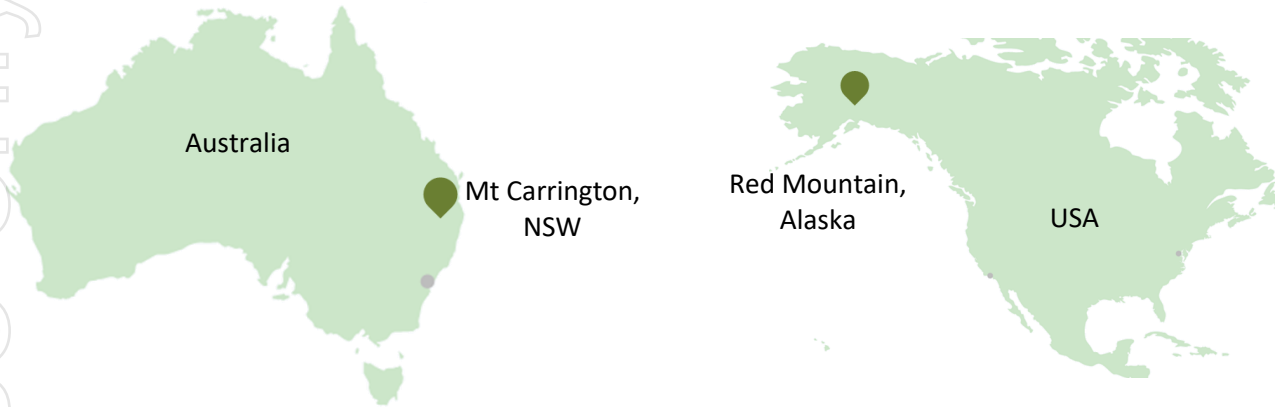 Australia
Mt Carrington,
NSW
Red Mountain,
Alaska
USA